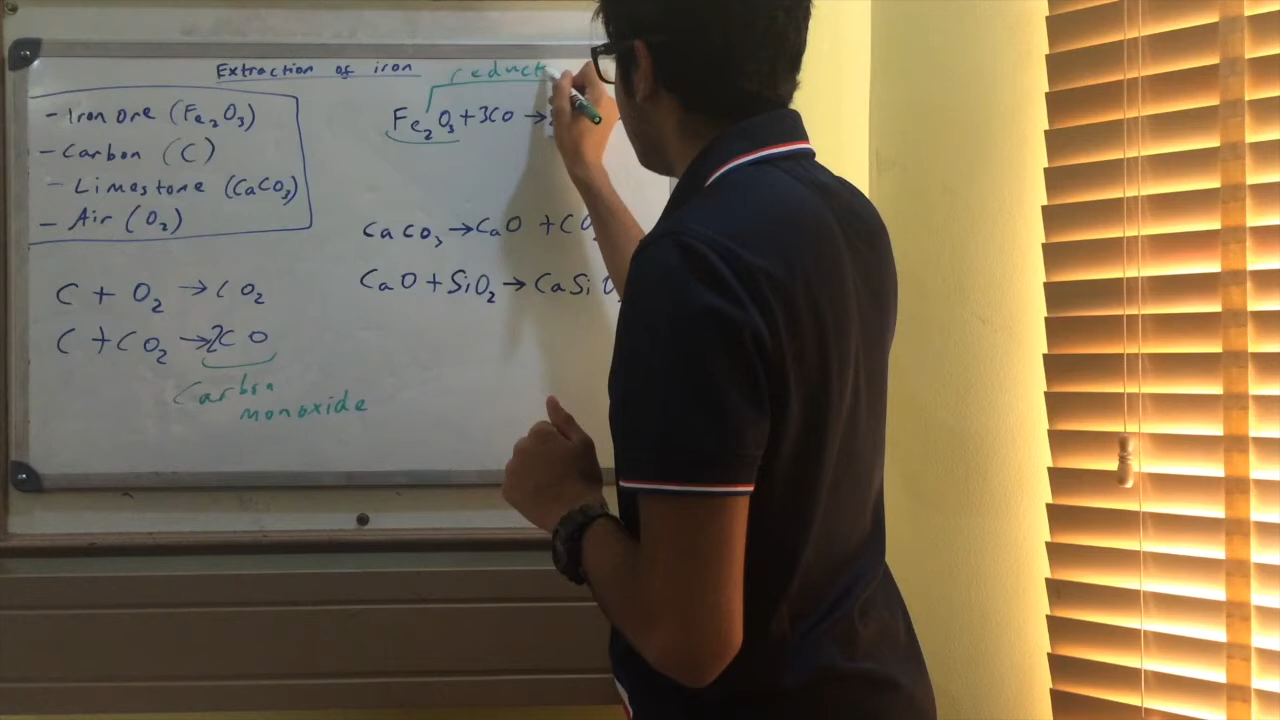 Extraction of iron
- Iron ore (Fe₂O₃)
- Carbon (C)
- Limestone (CaCO₃)
- Air (O₂)
C + O₂ → CO₂
C + CO₂ → 2CO
Carbon
monoxide
reduct
Fe₂O₃ + 3CO →
CaCO₃ → CaO + CO₂
CaO + SiO₂ → CaSiO₃